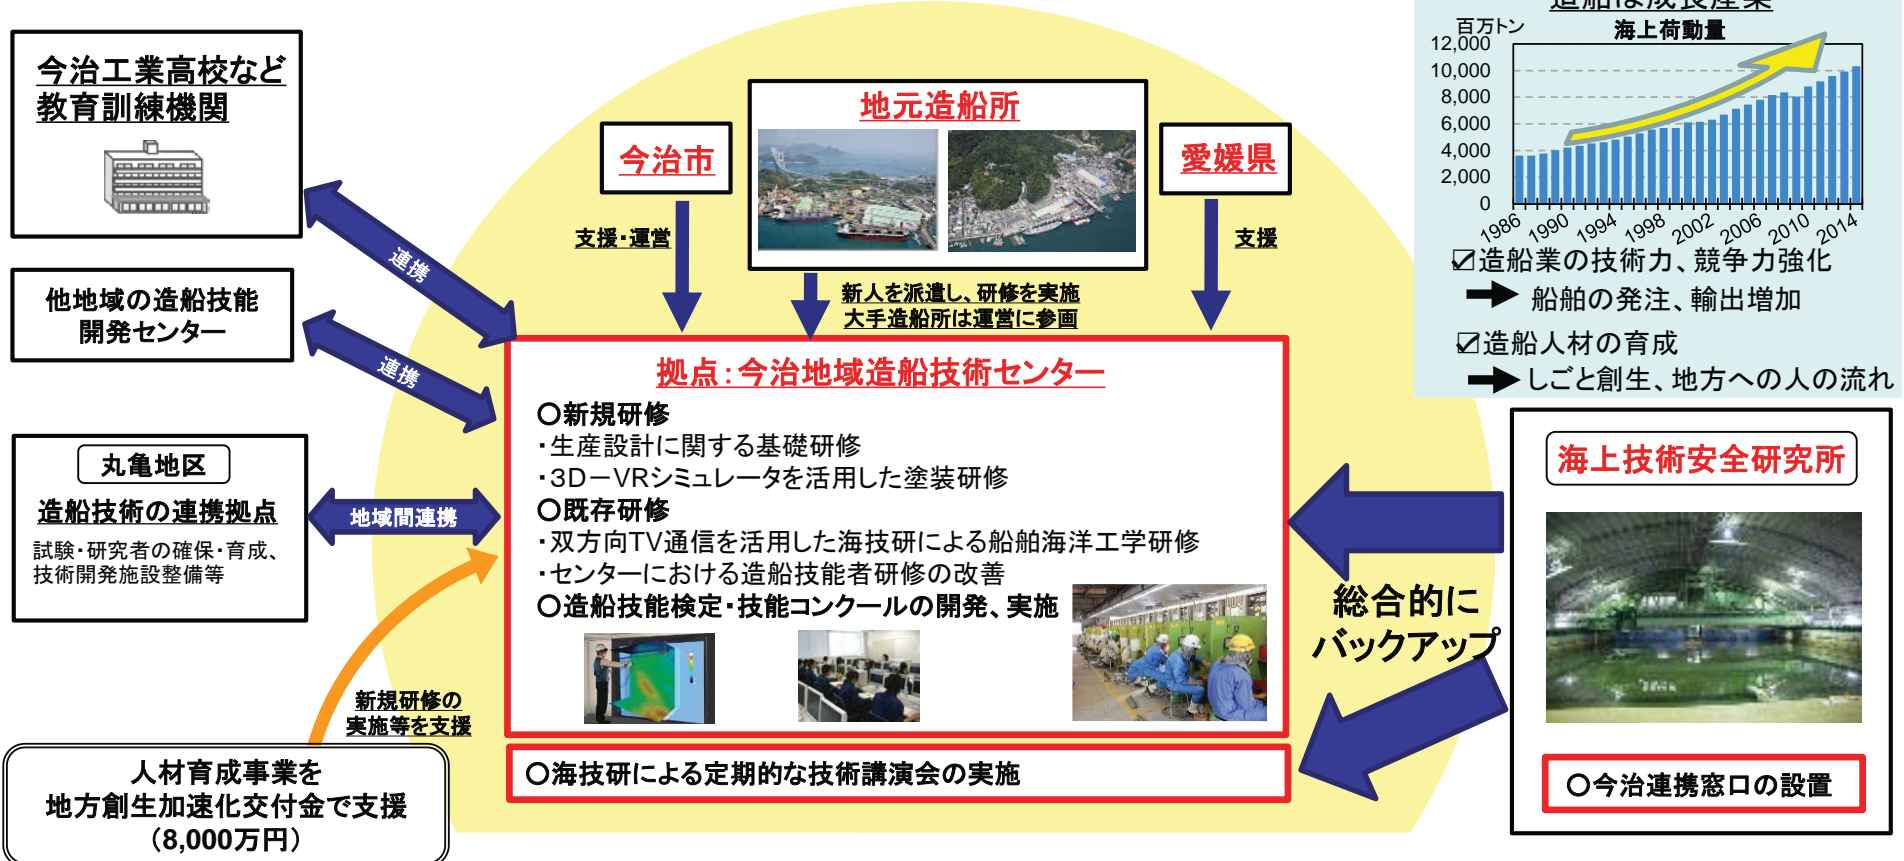 今治工業高校など
教育訓練機関
他地域の造船技能
開発センター
丸亀地区
造船技術の連携拠点
試験・研究者の確保・育成、
技術開発施設整備等
人材育成事業を
地方創生加速化交付金で支援
（8,000万円）
連携
連携
地域間連携
新規研修の
実施等を支援
今治市
支援・運営
地元造船所
新人を派遣し、研修を実施
大手造船所は運営に参画
愛媛県
支援
拠点：今治地域造船技術センター
○新規研修
・生産設計に関する基礎研修
・3D－VRシミュレータを活用した塗装研修
○既存研修
・双方向TV通信を活用した海技研による船舶海洋工学研修
・センターにおける造船技能者研修の改善
○造船技能検定・技能コンクールの開発、実施
○海技研による定期的な技術講演会の実施
総合的に
バックアップ
造船は成長産業
百万トン
海上荷動量
12,000
10,000
8,000
6,000
4,000
2,000
0
1986
1990
1994
1998
2002
2006
2010
2014
☑造船業の技術力、競争力強化
船舶の発注、輸出増加
☑造船人材の育成
しごと創生、地方への人の流れ
海上技術安全研究所
○今治連携窓口の設置